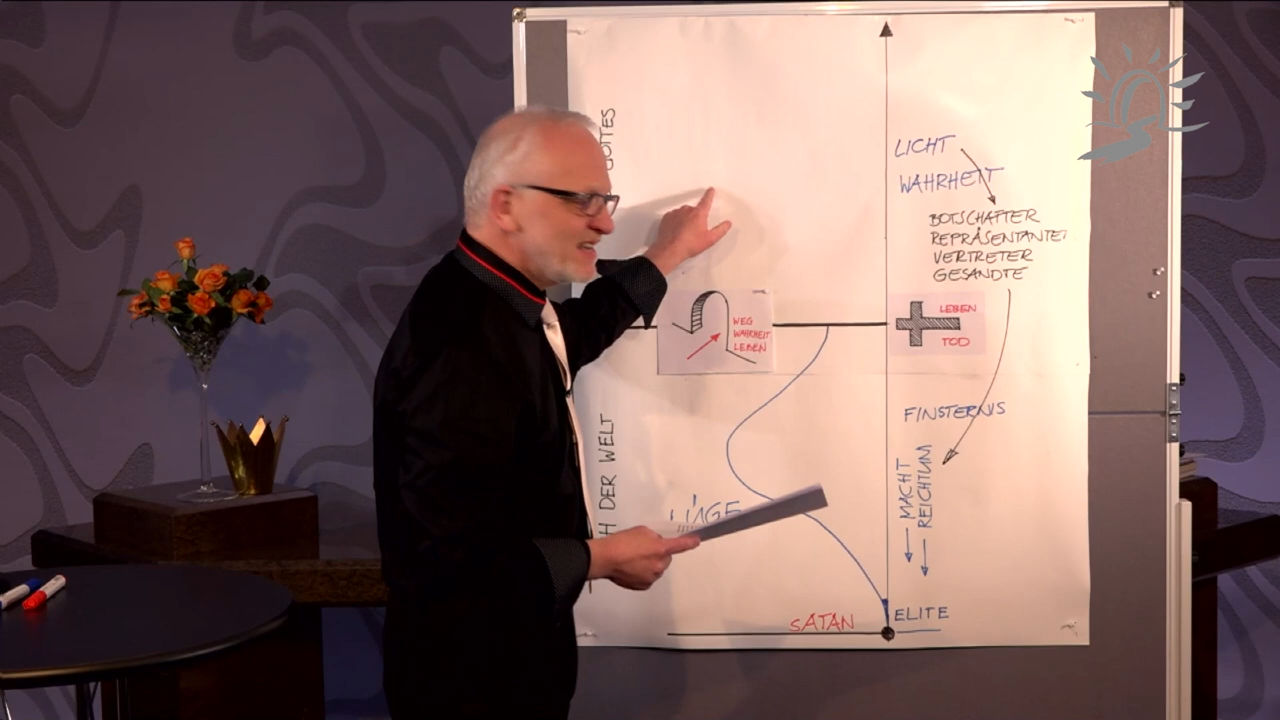 GOTTES
LICHT
WAHRHEIT
BOTSCHAFTER
REPRÄSENTANTEN
VERTRETER
GESANDTE
WEG
WAHRHEIT
LEBEN
LEBEN
TOD
FINSTERNIS
DER WELT
MACHT
REICHTUM
LÜGE
SATAN
ELITE